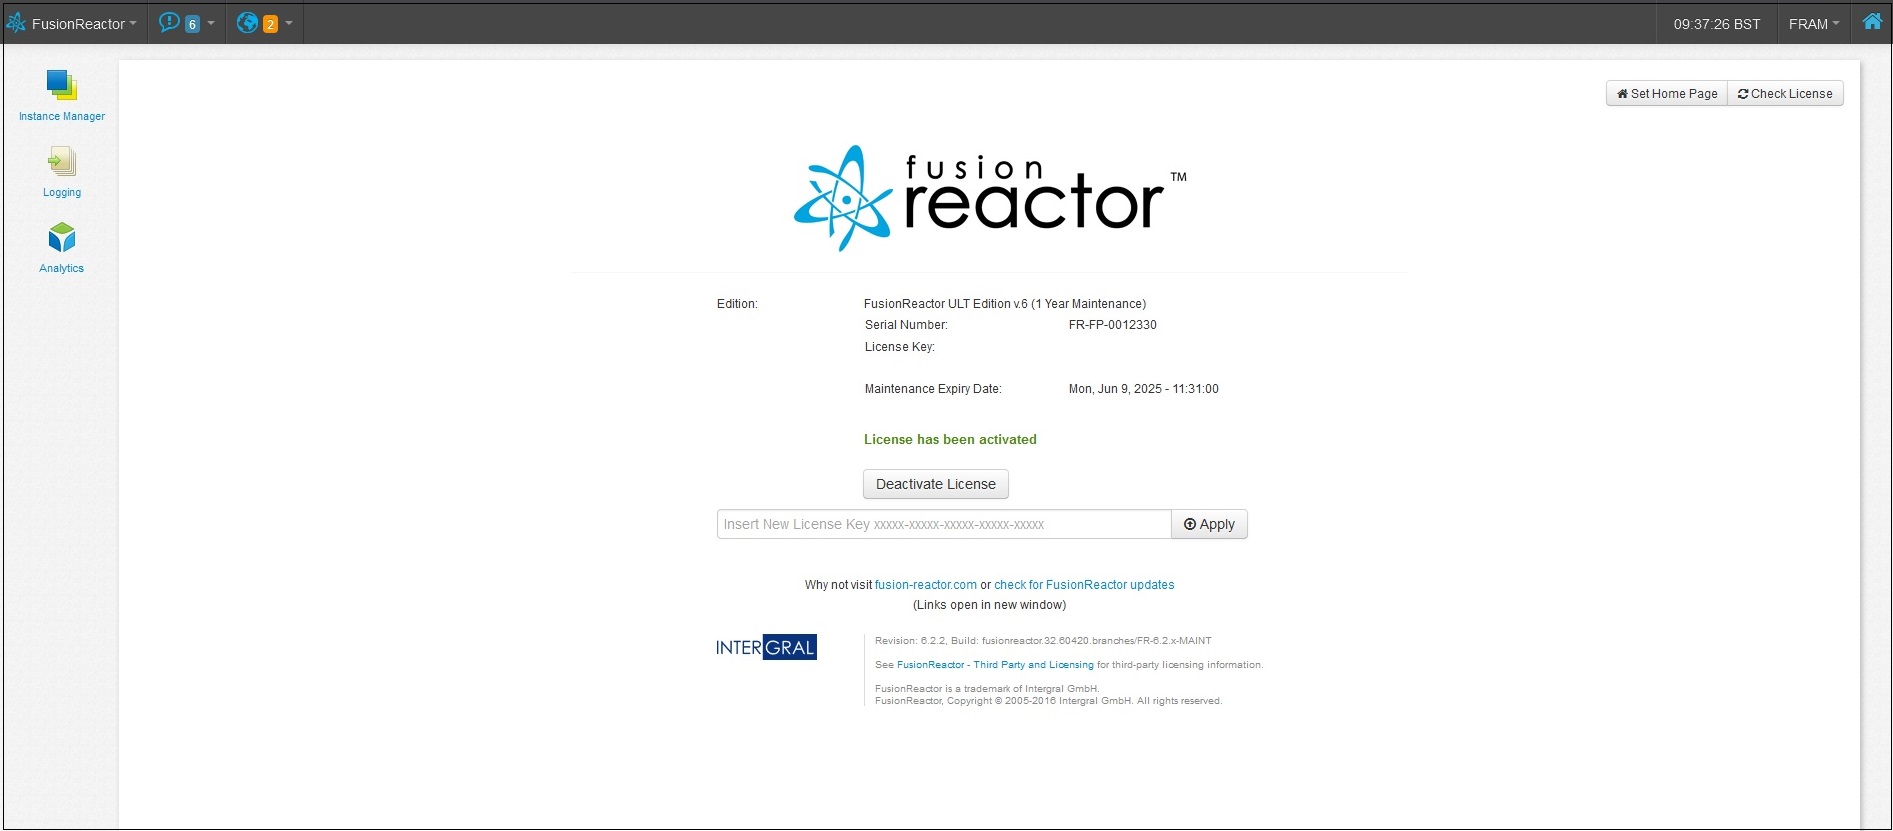 FusionReactor 6 2 09:37:26 BST FRAM
Set Home Page Check License
Instance Manager
Logging
Analytics
fusion
reactor™
Edition: FusionReactor ULT Edition v.6 (1 Year Maintenance)
Serial Number: FR-FP-0012330
License Key:
Maintenance Expiry Date: Mon, Jun 9, 2025 - 11:31:00
License has been activated
Deactivate License
Insert New License Key xxxxx-xxxxx-xxxxx-xxxxx-xxxxx Apply
Why not visit fusion-reactor.com or check for FusionReactor updates
(Links open in new window)
INTERGRAL
Revision: 6.2.2, Build: fusionreactor.32.60420.branches/FR-6.2.x-MAINT
See FusionReactor - Third Party and Licensing for third-party licensing information.
FusionReactor is a trademark of Intergral GmbH.
FusionReactor, Copyright © 2005-2016 Intergral GmbH. All rights reserved.